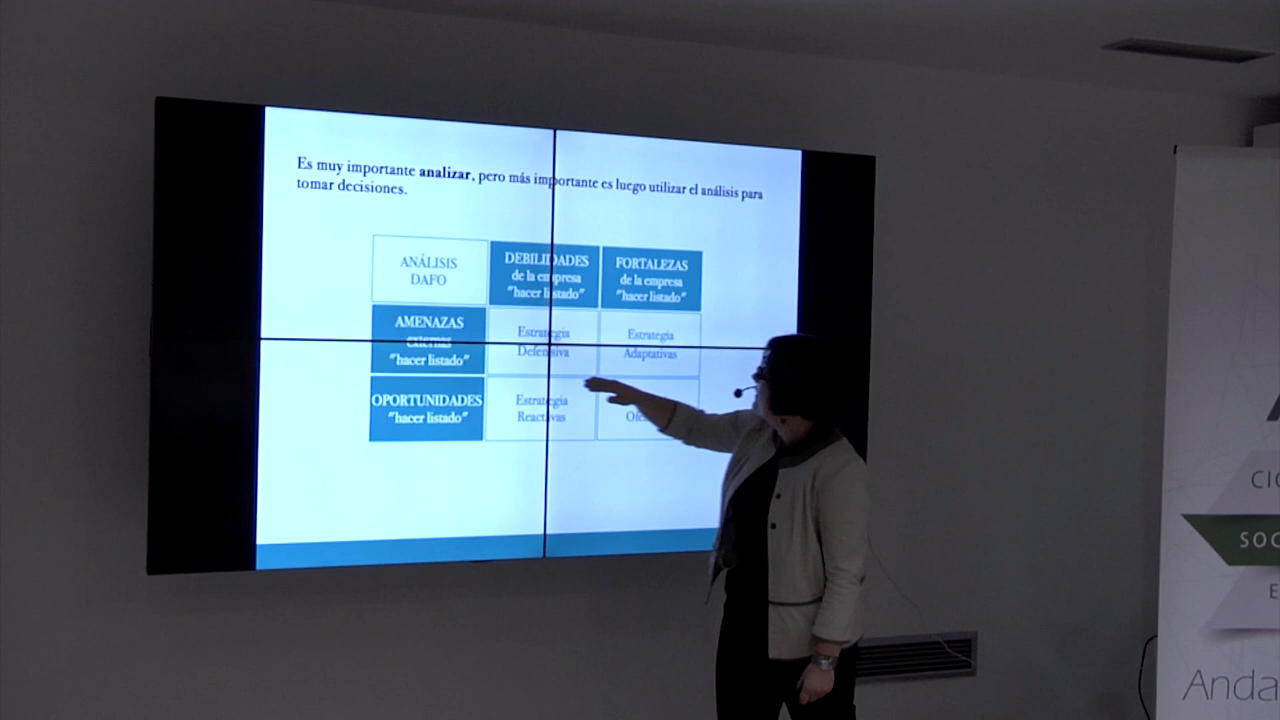 Es muy importante analizar, pero más importante es luego utilizar el análisis para
tomar decisiones.
ANÁLISIS
DAFO
DEBILIDADES
de la empresa
"hacer listado"
FORTALEZAS
de la empresa
"hacer listado"
AMENAZAS
externas
"hacer listado"
Estrategia
Defensiva
Estrategia
Adaptativas
OPORTUNIDADES
"hacer listado"
Estrategia
Reactivas